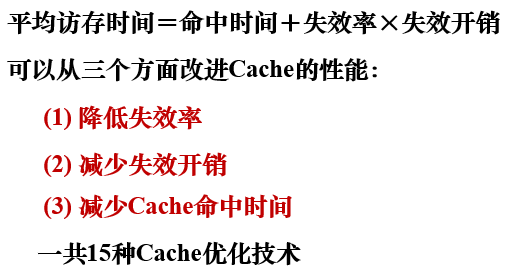 平均访存时间＝命中时间＋失效率×失效开销
可以从三个方面改进Cache的性能：
(1) 降低失效率
(2) 减少失效开销
(3) 减少Cache命中时间
一共15种Cache优化技术